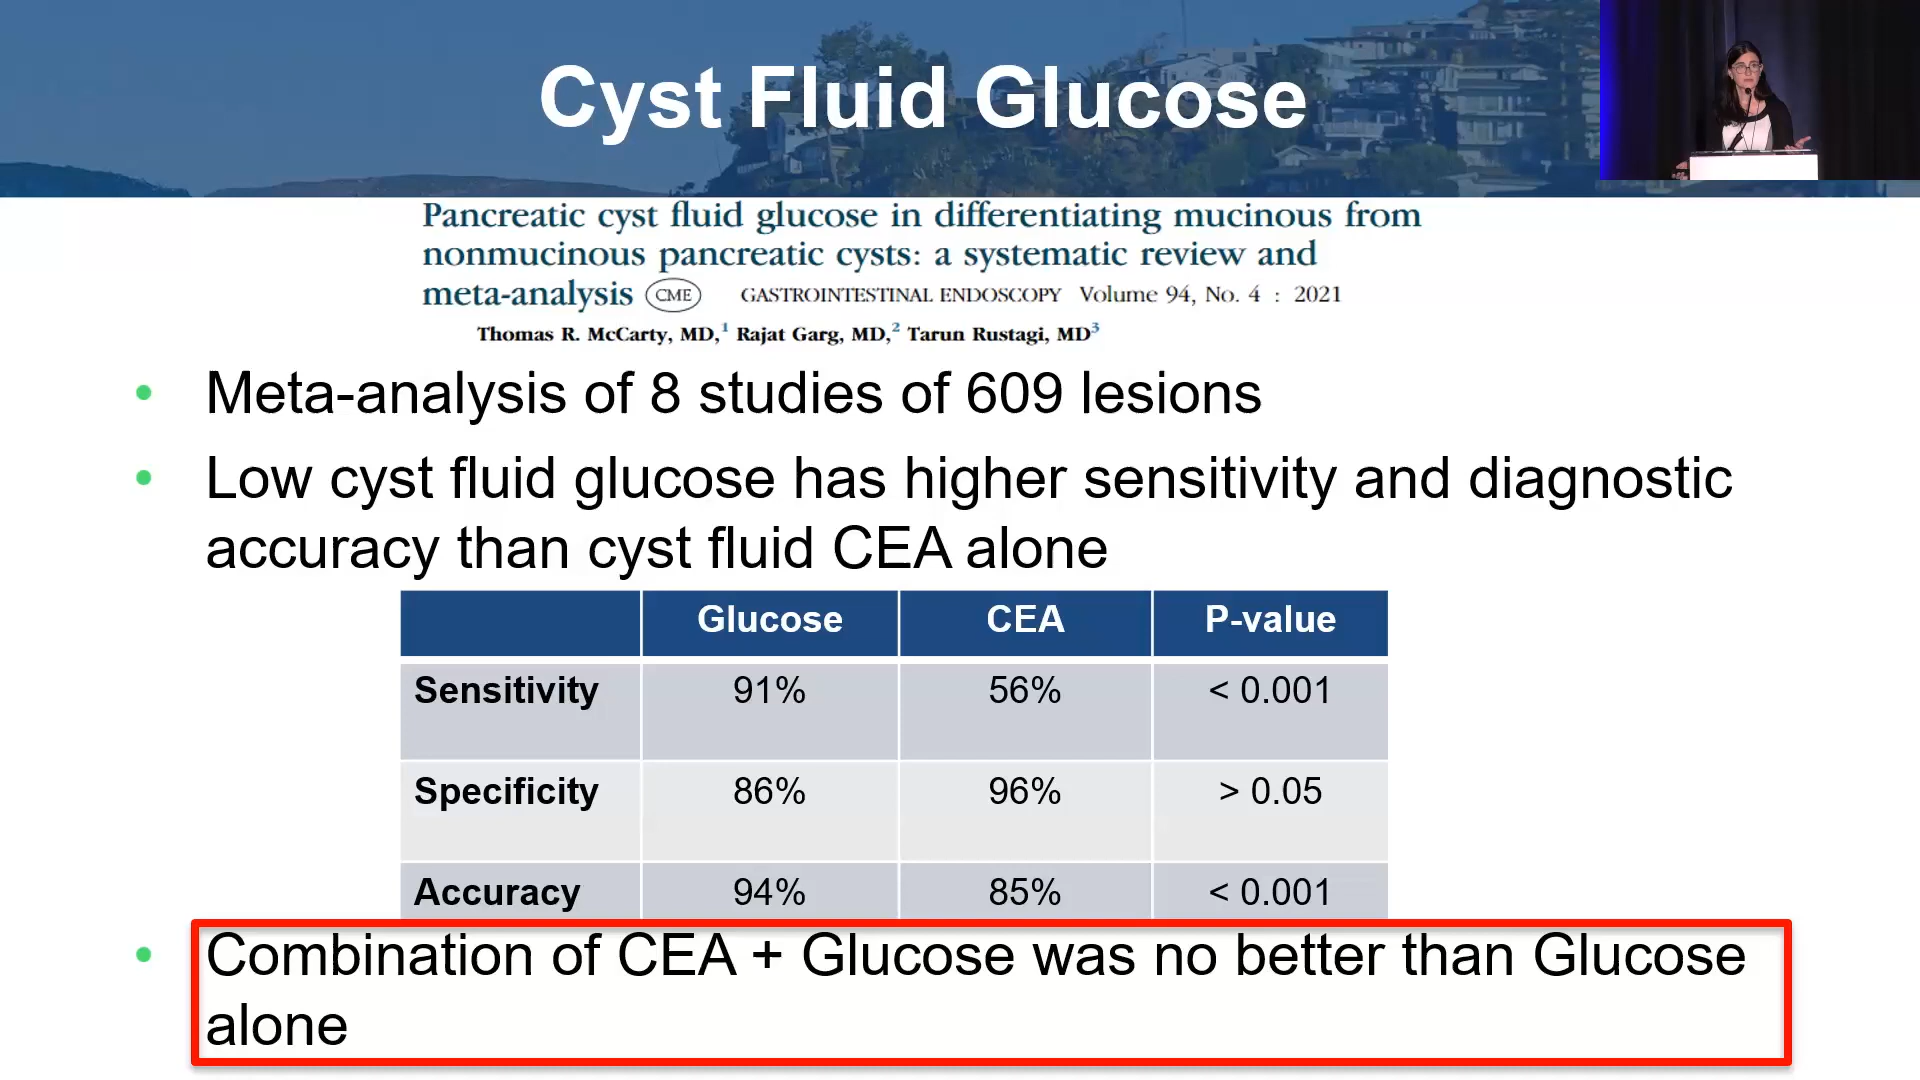 Cyst Fluid Glucose
Pancreatic cyst fluid glucose in differentiating mucinous from
nonmucinous pancreatic cysts: a systematic review and
meta-analysis CME GASTROINTESTINAL ENDOSCOPY Volume 94, No. 4 : 2021
Thomas R. McCarty, MD,1 Rajat Garg, MD,2 Tarun Rustagi, MD3
• Meta-analysis of 8 studies of 609 lesions
• Low cyst fluid glucose has higher sensitivity and diagnostic
accuracy than cyst fluid CEA alone
Glucose CEA P-value
Sensitivity 91% 56% < 0.001
Specificity 86% 96% > 0.05
Accuracy 94% 85% < 0.001
• Combination of CEA + Glucose was no better than Glucose
alone